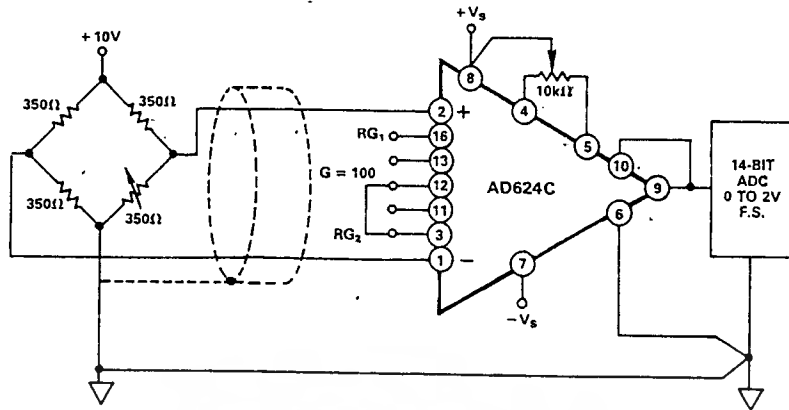 +10V
350Ω
350Ω
350Ω
350Ω
+Vs
8
10kΩ
2
+
4
RG1
16
13
5
G = 100
12
10
11
AD624C
9
RG2
3
6
1
−
7
−Vs
14-BIT
ADC
0 TO 2V
F.S.